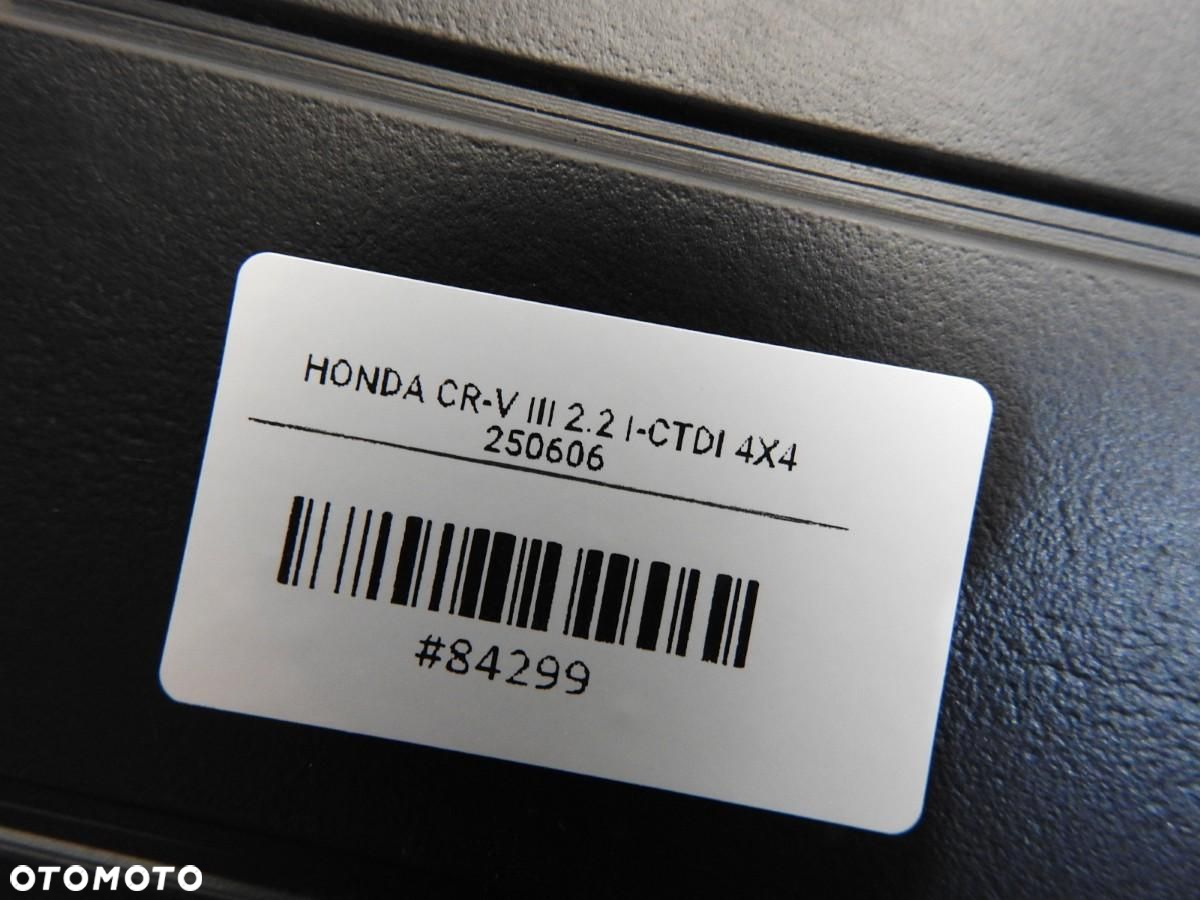 HONDA CR-V III 2.2 I-CTDI 4X4
250606
#84299
OTOMOTO